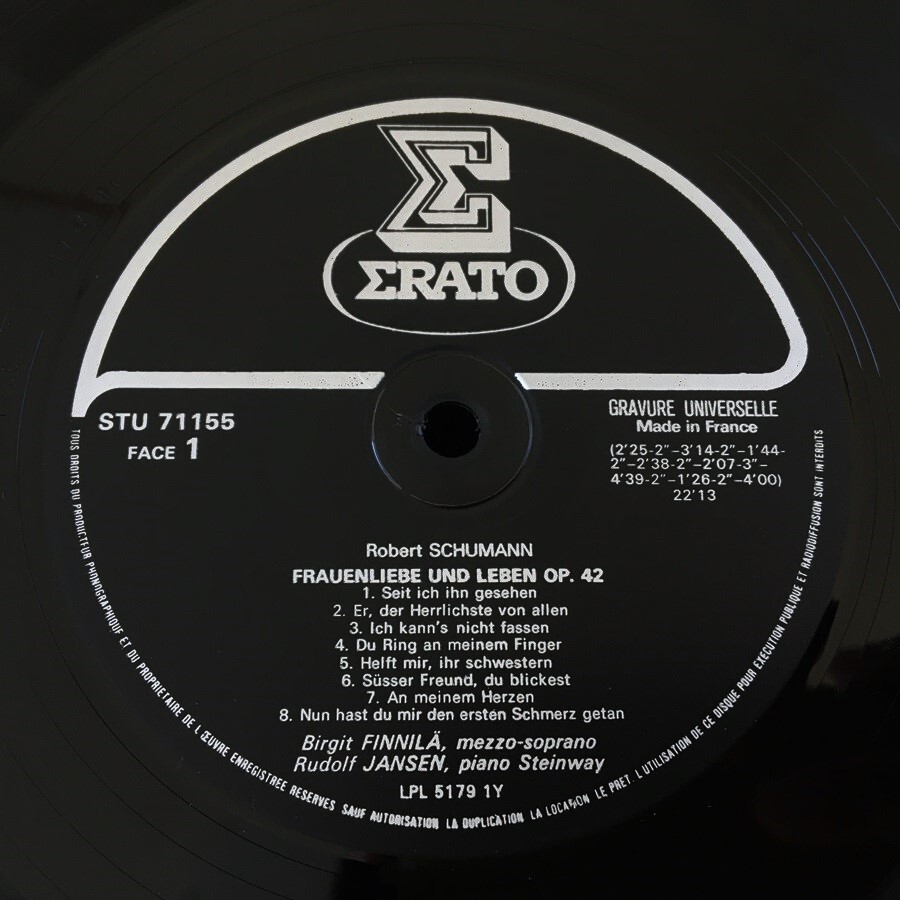 Σ
ΣRATO
STU 71155
FACE 1
GRAVURE UNIVERSELLE
Made in France
(2'25-2"-3'14-2"-1'44-
2"-2'38-2"-2'07-3"-
4'39-2"-1'26-2"-4'00)
22'13
Robert SCHUMANN
FRAUENLIEBE UND LEBEN OP. 42
1. Seit ich ihn gesehen
2. Er, der Herrlichste von allen
3. Ich kann's nicht fassen
4. Du Ring an meinem Finger
5. Helft mir, ihr schwestern
6. Süsser Freund, du blickest
7. An meinem Herzen
8. Nun hast du mir den ersten Schmerz getan
Birgit FINNILÄ, mezzo-soprano
Rudolf JANSEN, piano Steinway
LPL 5179 1Y
TOUS DROITS DU PRODUCTEUR PHONOGRAPHIQUE ET DU PROPRIETAIRE DE L'ŒUVRE ENREGISTREE RESERVES SAUF AUTORISATION LA DUPLICATION LA LOCATION LE PRET. L'UTILISATION DE CE DISQUE POUR EXECUTION PUBLIQUE ET RADIODIFFUSION SONT INTERDITS